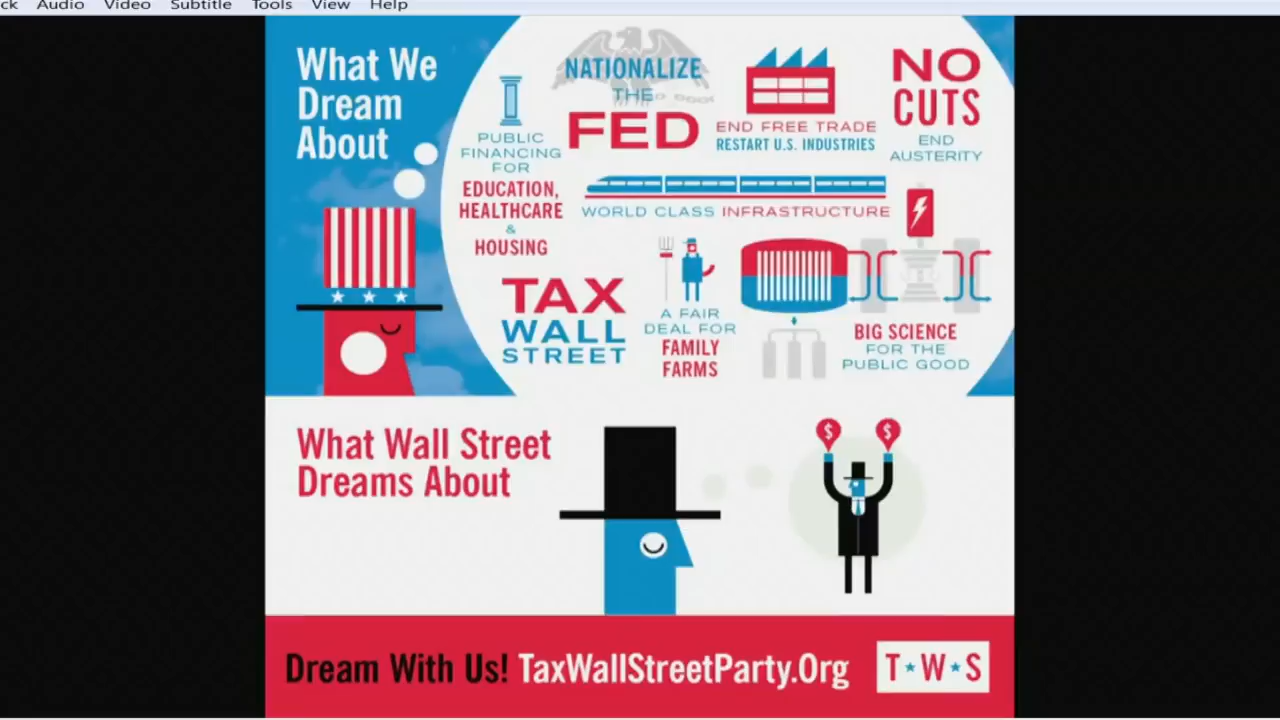 ck Audio Video Subtitle Tools View Help
What We
Dream
About
PUBLIC
FINANCING
FOR
EDUCATION,
HEALTHCARE
&
HOUSING
NATIONALIZE
THE
FED
END FREE TRADE
RESTART U.S. INDUSTRIES
NO
CUTS
END
AUSTERITY
WORLD CLASS INFRASTRUCTURE
TAX
WALL
STREET
A FAIR
DEAL FOR
FAMILY
FARMS
BIG SCIENCE
FOR THE
PUBLIC GOOD
What Wall Street
Dreams About
$ $
Dream With Us! TaxWallStreetParty.Org
T★W★S